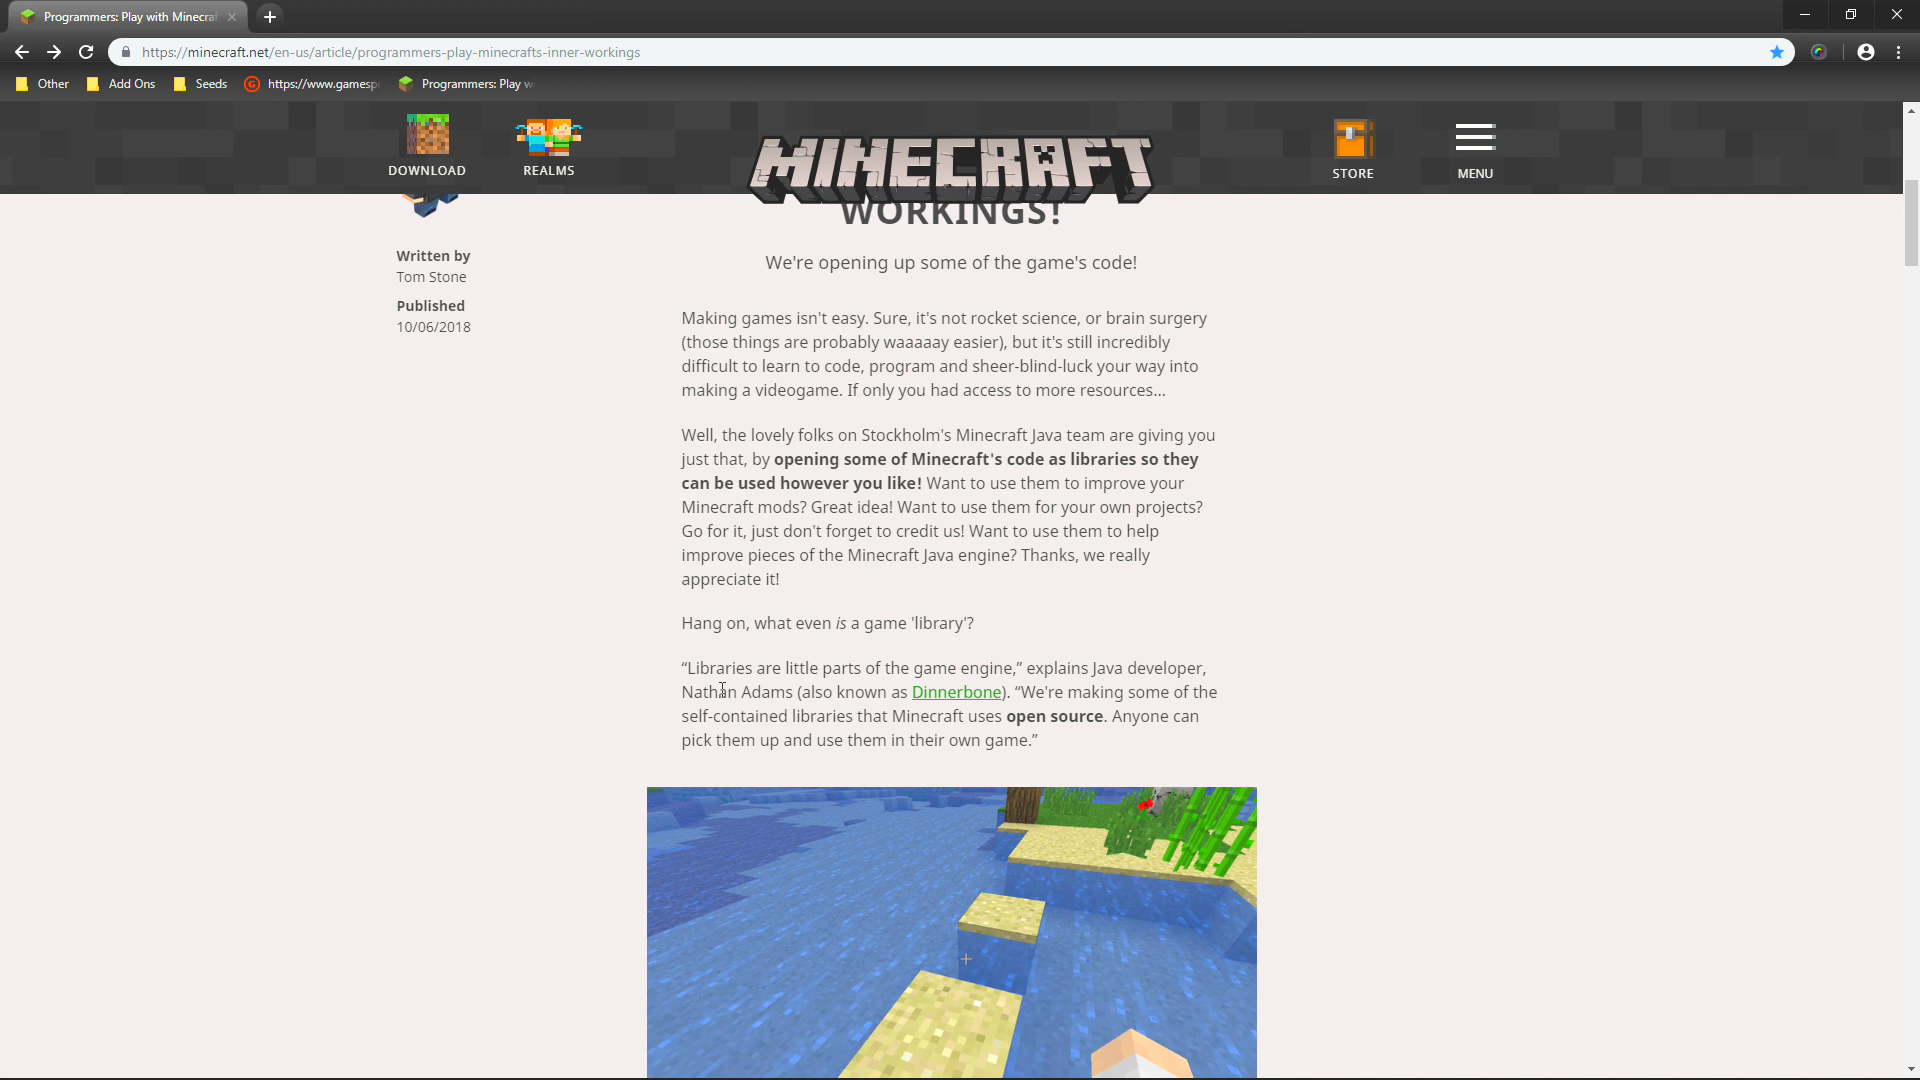 Programmers: Play with Minecraf
https://minecraft.net/en-us/article/programmers-play-minecrafts-inner-workings
Other
Add Ons
Seeds
https://www.gamesp
Programmers: Play w
DOWNLOAD
REALMS
MINECRAFT
STORE
MENU
WORKINGS!
Written by
Tom Stone
Published
10/06/2018
We're opening up some of the game's code!
Making games isn't easy. Sure, it's not rocket science, or brain surgery
(those things are probably waaaaay easier), but it's still incredibly
difficult to learn to code, program and sheer-blind-luck your way into
making a videogame. If only you had access to more resources...
Well, the lovely folks on Stockholm's Minecraft Java team are giving you
just that, by opening some of Minecraft's code as libraries so they
can be used however you like! Want to use them to improve your
Minecraft mods? Great idea! Want to use them for your own projects?
Go for it, just don't forget to credit us! Want to use them to help
improve pieces of the Minecraft Java engine? Thanks, we really
appreciate it!
Hang on, what even is a game 'library'?
“Libraries are little parts of the game engine,” explains Java developer,
Nathan Adams (also known as Dinnerbone). “We're making some of the
self-contained libraries that Minecraft uses open source. Anyone can
pick them up and use them in their own game.”